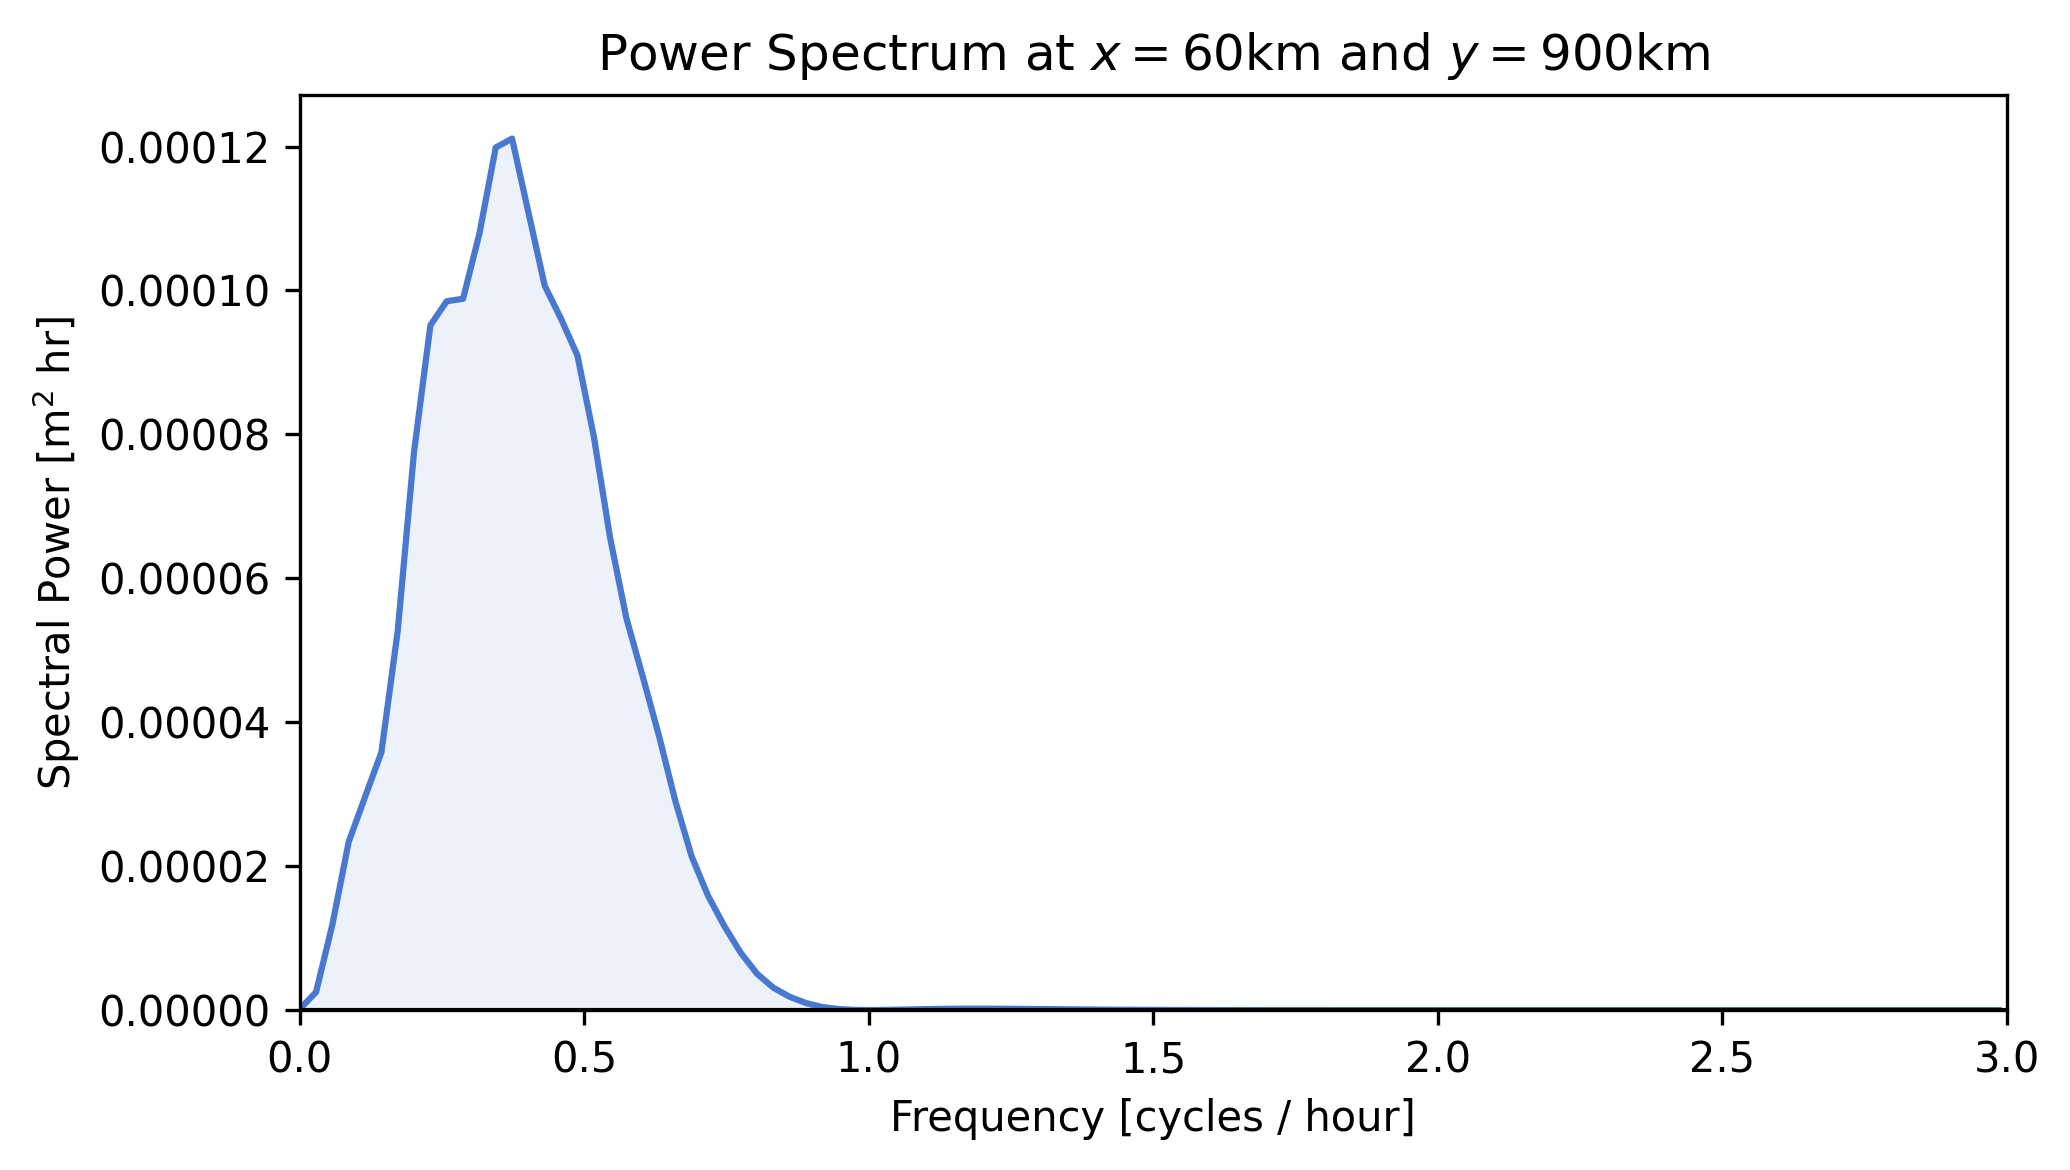 Power Spectrum at x = 60km and y = 900km
0.00012
0.00010
0.00008
0.00006
0.00004
0.00002
0.00000
Spectral Power [m² hr]
0.0 0.5 1.0 1.5 2.0 2.5 3.0
Frequency [cycles / hour]